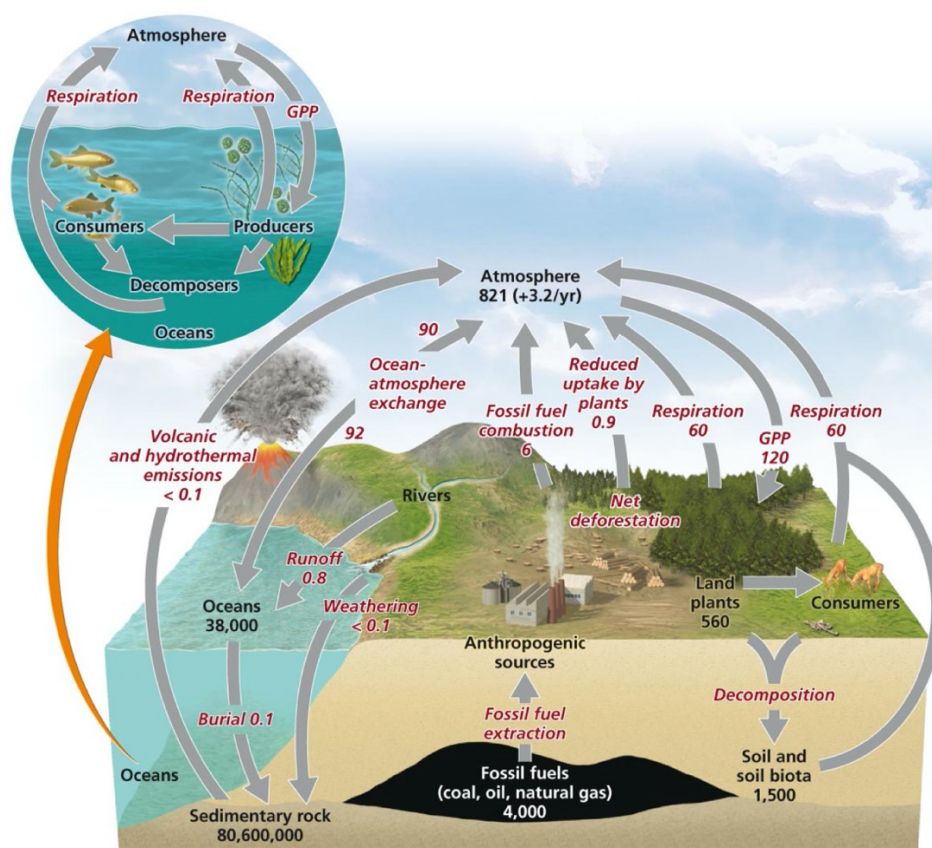 Atmosphere
Respiration
Respiration
GPP
Consumers
Producers
Decomposers
Oceans
Atmosphere
821 (+3.2/yr)
90
Ocean-
atmosphere
exchange
92
Fossil fuel
combustion
6
Reduced
uptake by
plants
0.9
Respiration
60
GPP
120
Respiration
60
Volcanic
and hydrothermal
emissions
< 0.1
Rivers
Net
deforestation
Runoff
0.8
Oceans
38,000
Weathering
< 0.1
Land
plants
560
Consumers
Anthropogenic
sources
Decomposition
Burial 0.1
Fossil fuel
extraction
Oceans
Fossil fuels
(coal, oil, natural gas)
4,000
Soil and
soil biota
1,500
Sedimentary rock
80,600,000